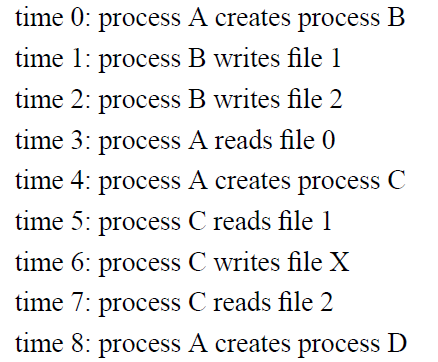 time 0: process A creates process B
time 1: process B writes file 1
time 2: process B writes file 2
time 3: process A reads file 0
time 4: process A creates process C
time 5: process C reads file 1
time 6: process C writes file X
time 7: process C reads file 2
time 8: process A creates process D